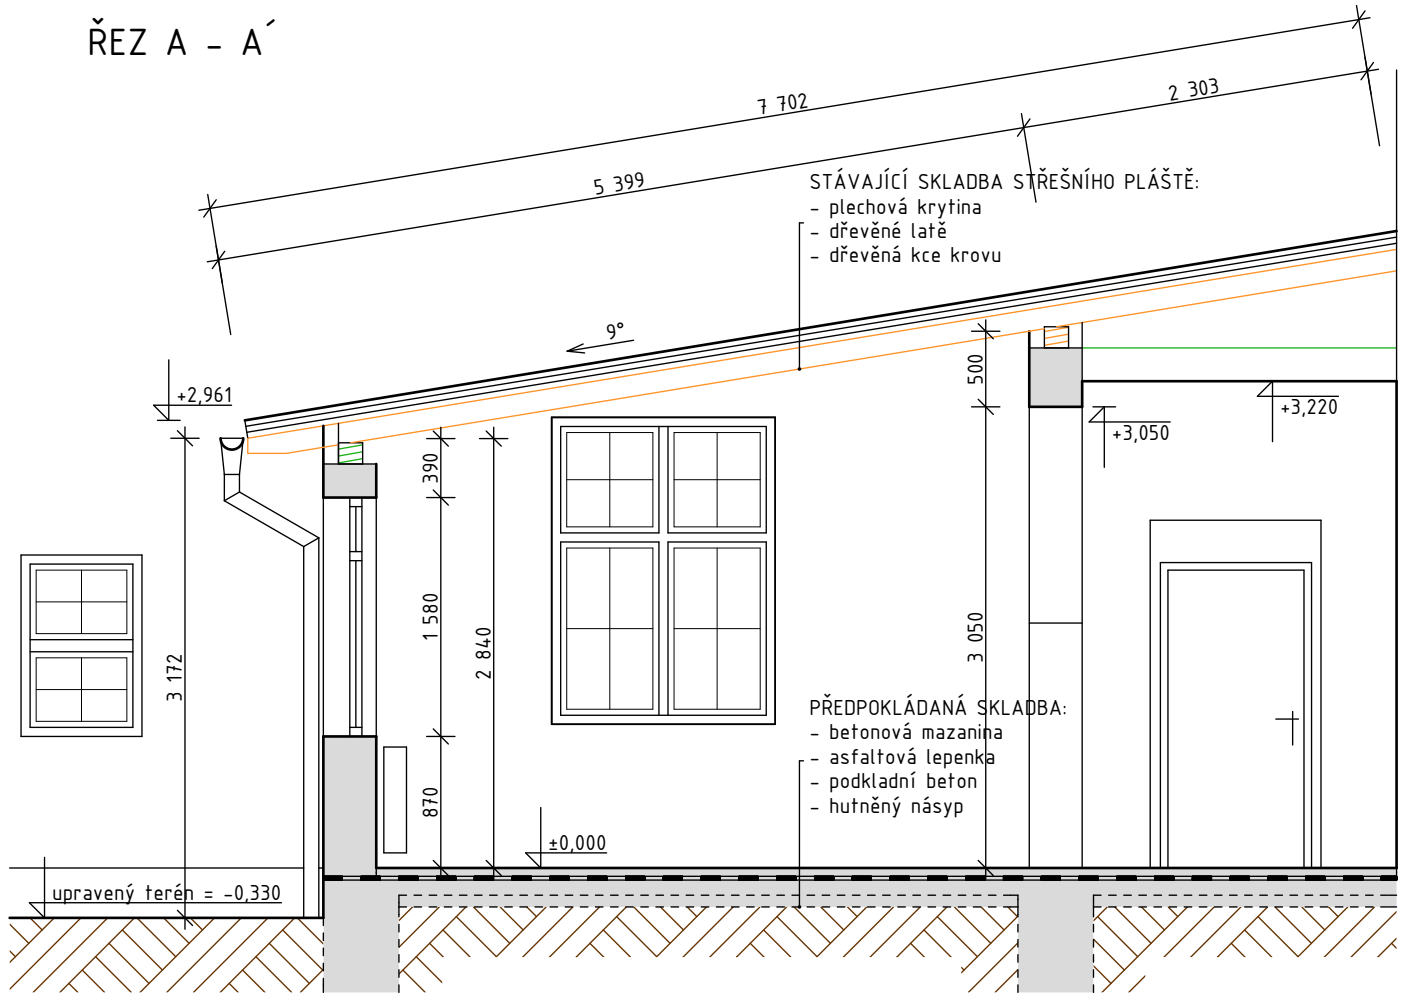 ŘEZ A - A´
7 702
2 303
5 399
STÁVAJÍCÍ SKLADBA STŘEŠNÍHO PLÁŠTĚ:
- plechová krytina
- dřevěné latě
- dřevěná kce krovu
9°
500
+2,961
+3,220
+3,050
390
1 580
2 840
3 050
3 172
PŘEDPOKLÁDANÁ SKLADBA:
- betonová mazanina
- asfaltová lepenka
- podkladní beton
- hutněný násyp
870
±0,000
upravený terén = -0,330